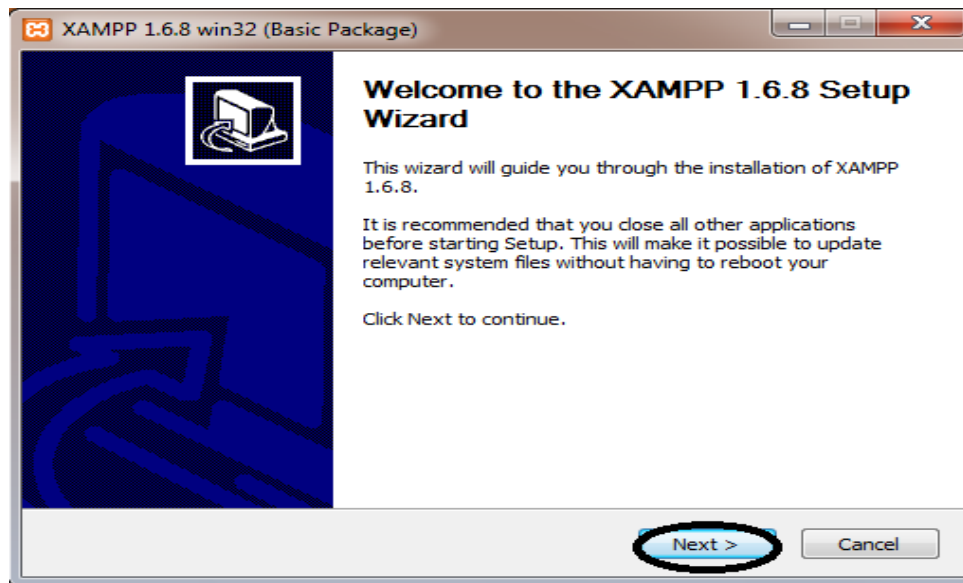 XAMPP 1.6.8 win32 (Basic Package)
Welcome to the XAMPP 1.6.8 Setup
Wizard
This wizard will guide you through the installation of XAMPP
1.6.8.
It is recommended that you close all other applications
before starting Setup. This will make it possible to update
relevant system files without having to reboot your
computer.
Click Next to continue.
Next >
Cancel